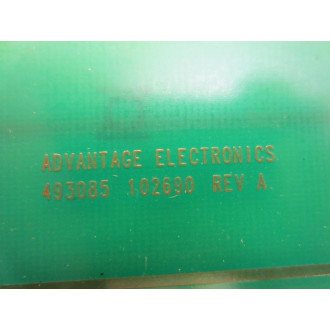 ADVANTAGE ELECTRONICS
493085 102690 REV A